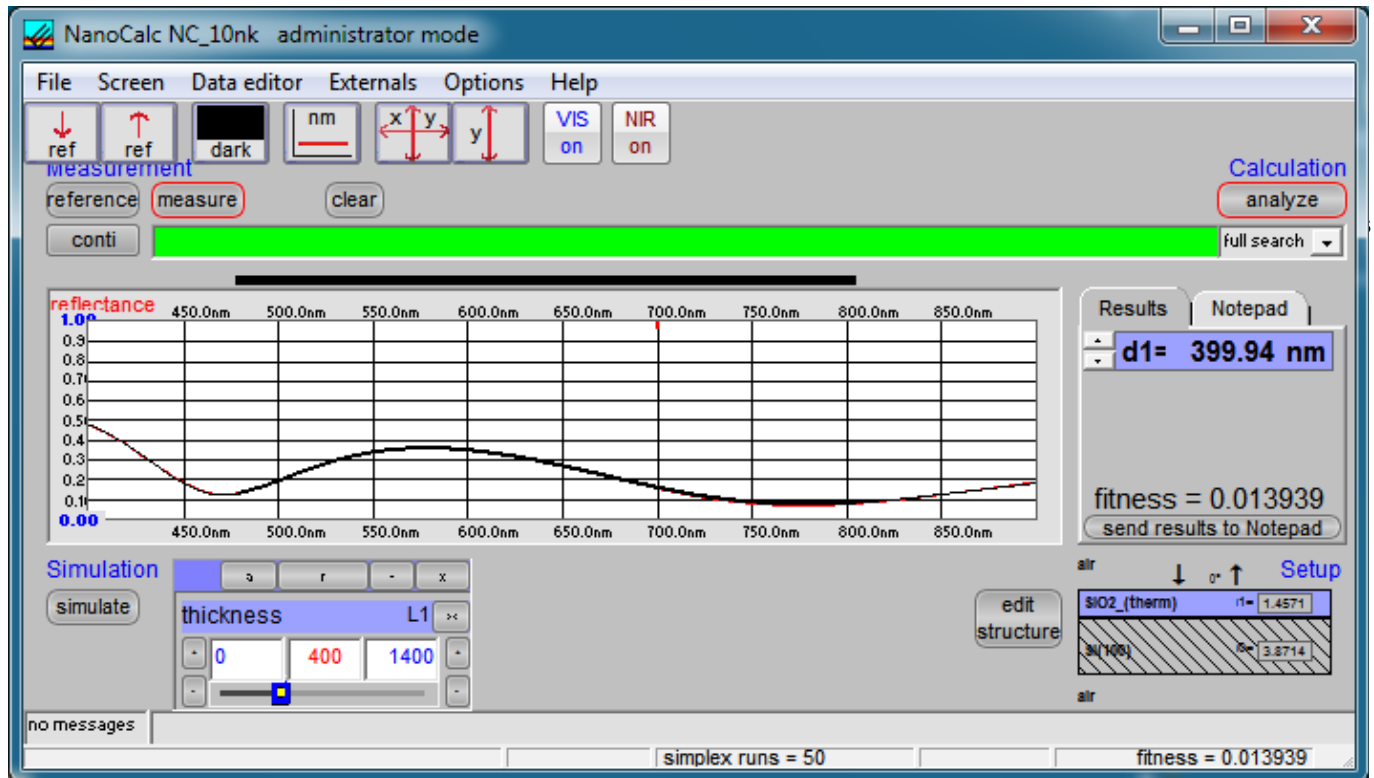 NanoCalc NC_10nk administrator mode
File Screen Data editor Externals Options Help
ref ref dark nm x y y VIS on NIR on
Measurement
Calculation
reference measure clear analyze
conti full search
reflectance 450.0nm 500.0nm 550.0nm 600.0nm 650.0nm 700.0nm 750.0nm 800.0nm 850.0nm
1.00
0.9
0.8
0.7
0.6
0.5
0.4
0.3
0.2
0.1
0.00
450.0nm 500.0nm 550.0nm 600.0nm 650.0nm 700.0nm 750.0nm 800.0nm 850.0nm
Results Notepad
d1= 399.94 nm
fitness = 0.013939
send results to Notepad
Simulation
simulate
a r - x
thickness L1
0 400 1400
edit
structure
air 0° Setup
SIO2_(therm) r1= 1.4571
SI(100) 3.8714
air
no messages
simplex runs = 50 fitness = 0.013939